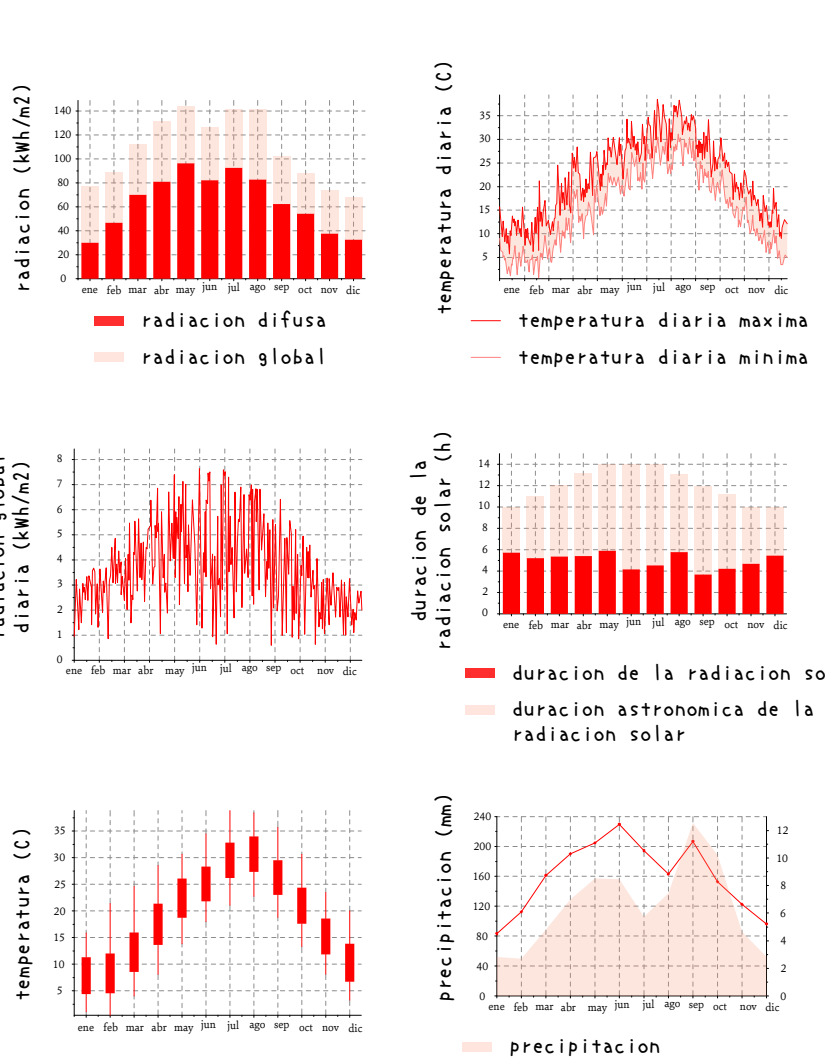 radiacion (kWh/m2)
140
120
100
80
60
40
20
0
ene feb mar abr may jun jul ago sep oct nov dic
radiacion difusa
radiacion global
temperatura diaria (C)
35
30
25
20
15
10
5
ene feb mar abr may jun jul ago sep oct nov dic
temperatura diaria maxima
temperatura diaria minima
radiacion global
diaria (kWh/m2)
8
7
6
5
4
3
2
1
0
ene feb mar abr may jun jul ago sep oct nov dic
duracion de la
radiacion solar (h)
14
12
10
8
6
4
2
0
ene feb mar abr may jun jul ago sep oct nov dic
duracion de la radiacion so
duracion astronomica de la
radiacion solar
temperatura (C)
35
30
25
20
15
10
5
ene feb mar abr may jun jul ago sep oct nov dic
precipitacion (mm)
240
200
160
120
80
40
0
12
10
8
6
4
2
0
ene feb mar abr may jun jul ago sep oct nov dic
precipitacion